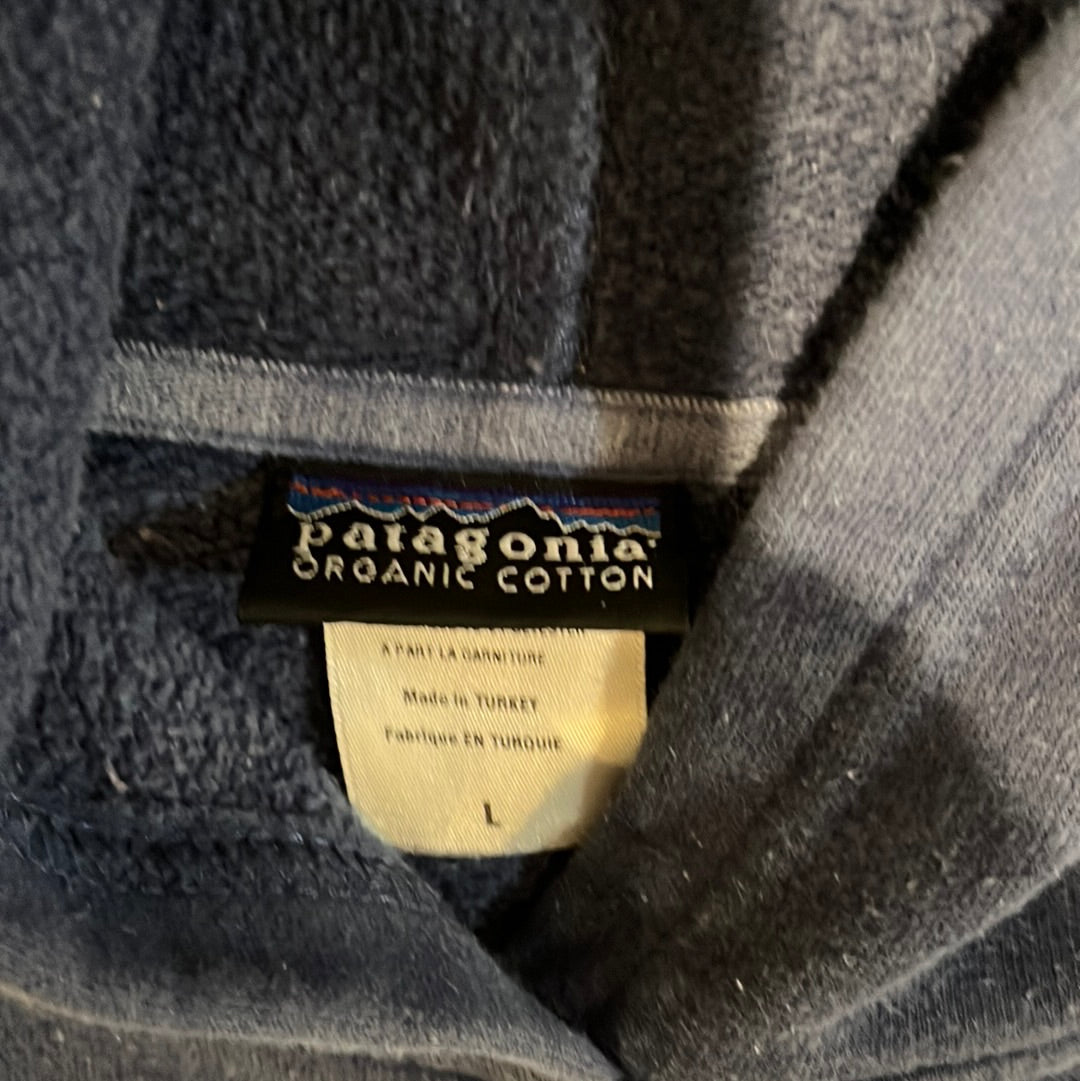 patagonia
ORGANIC COTTON
A PART LA GARNITURE
Made in TURKEY
Fabriqué EN TURQUIE
L